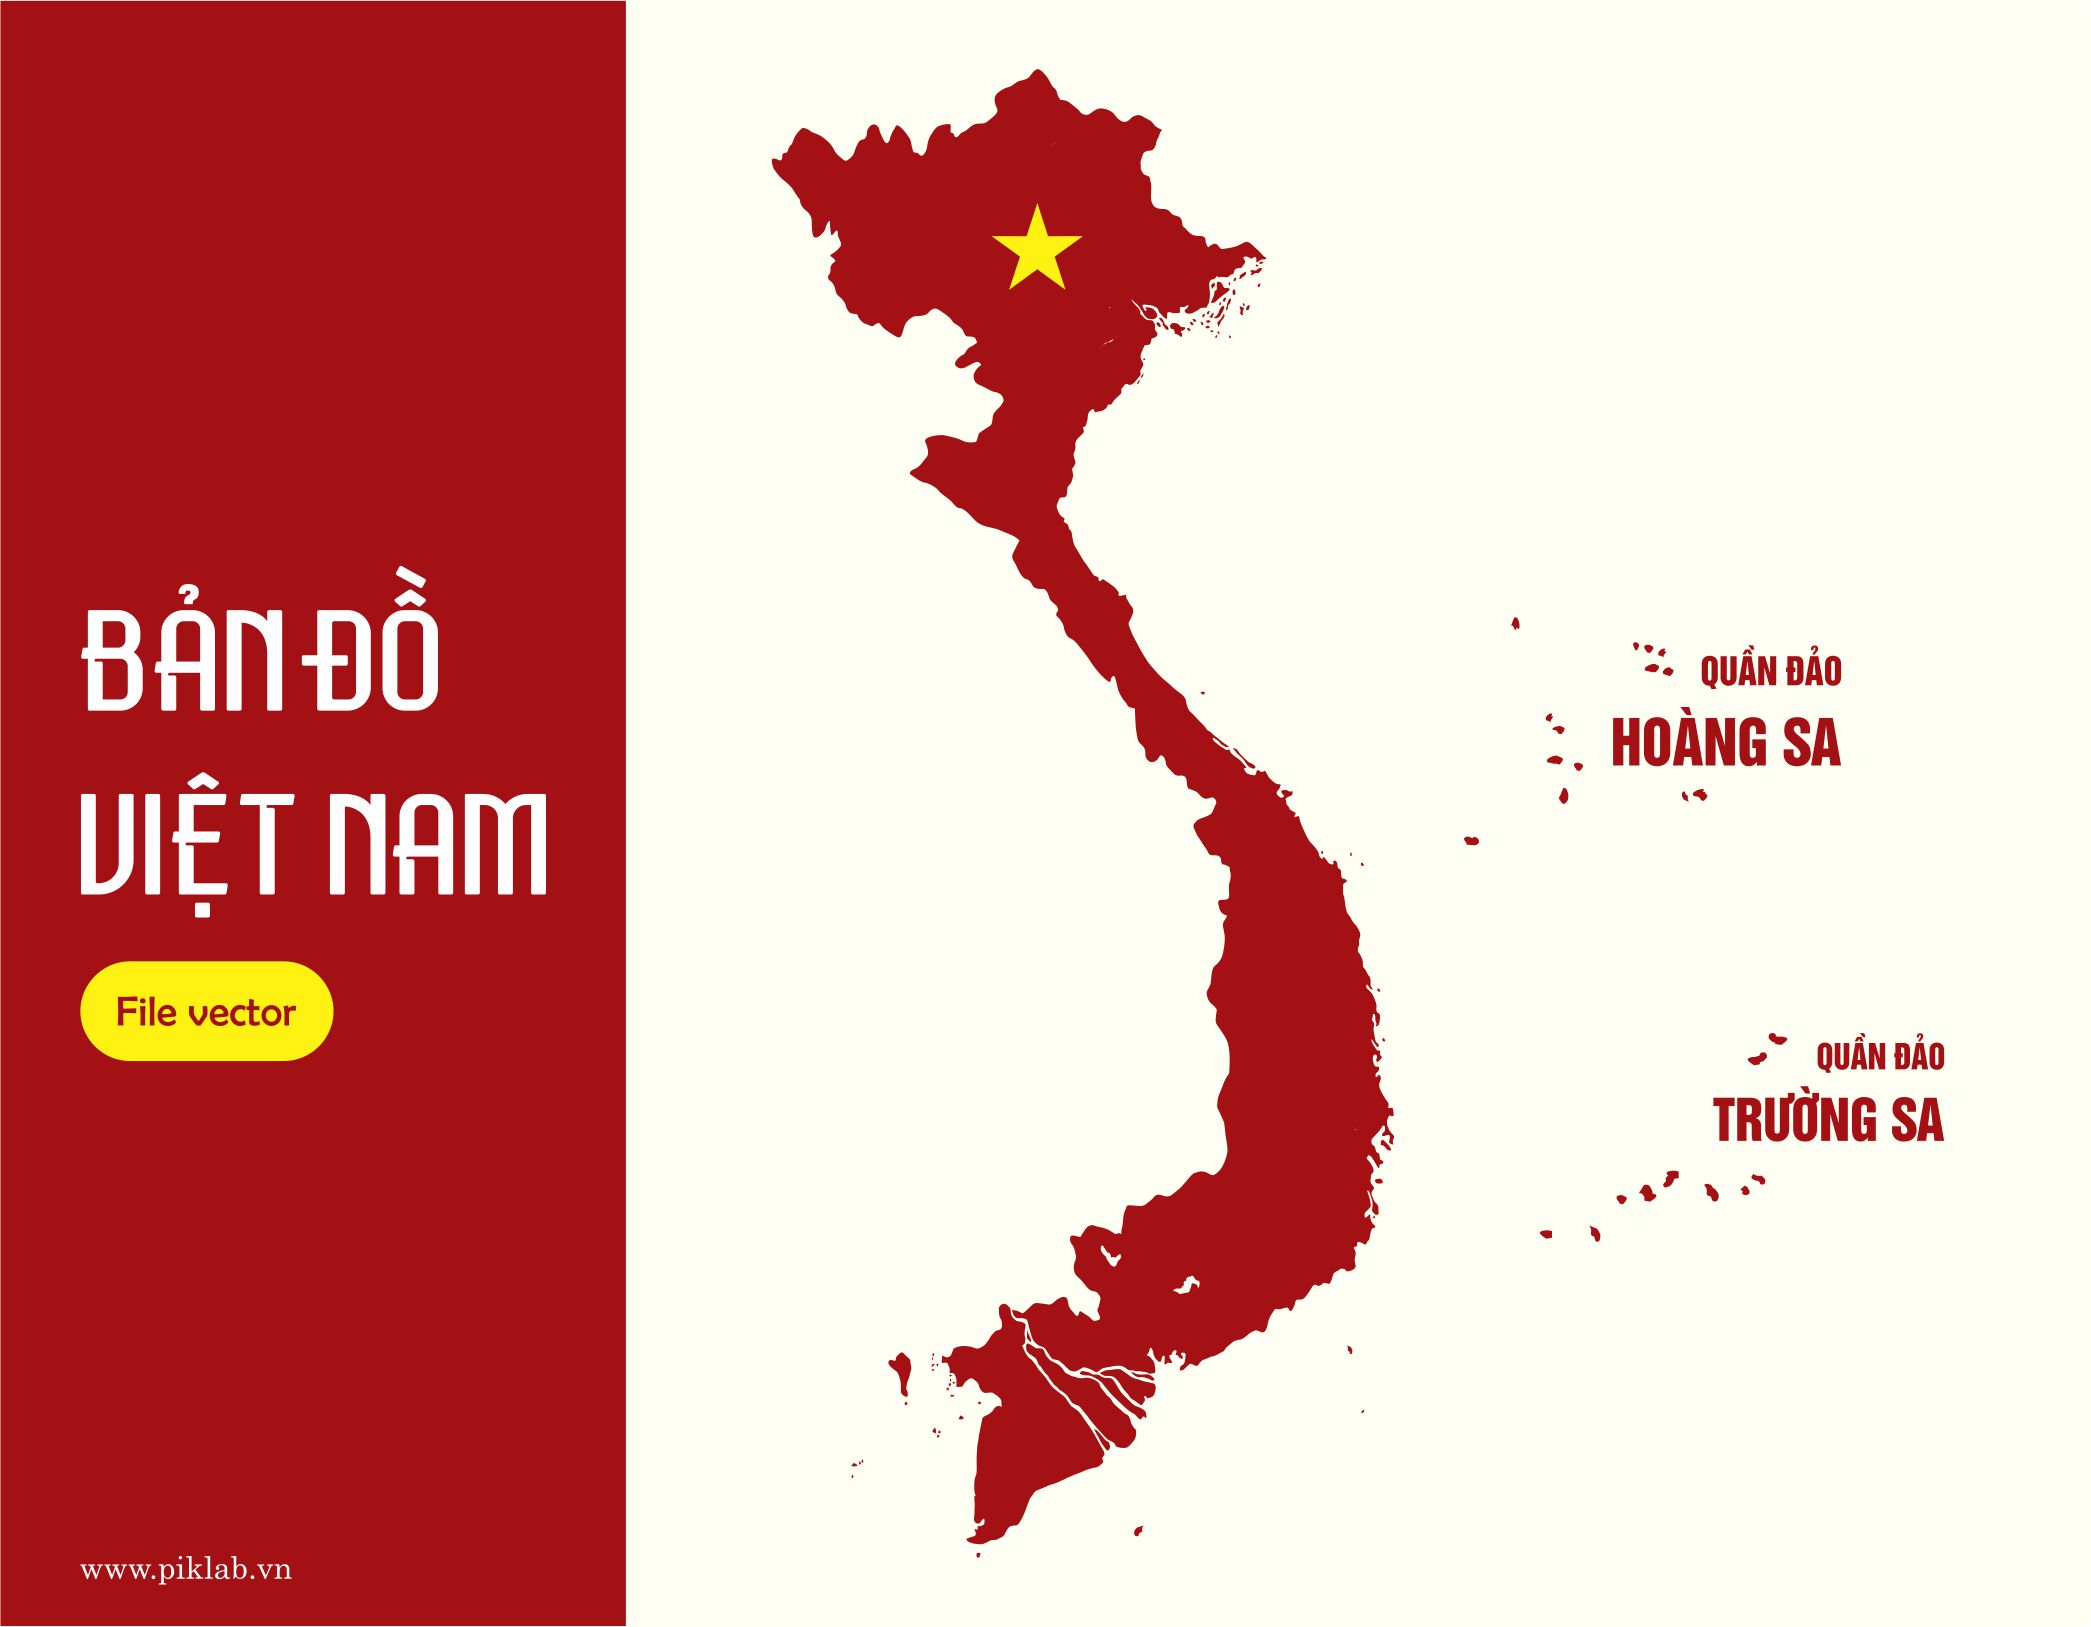 BẢN ĐỒ
VIỆT NAM
File vector
www.piklab.vn
QUẦN ĐẢO
HOÀNG SA
QUẦN ĐẢO
TRƯỜNG SA